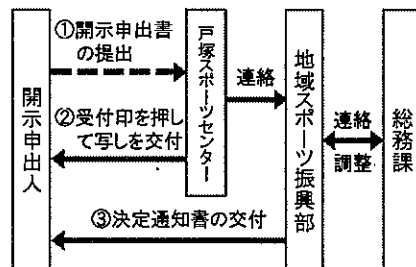 ①開示申出書
の提出
②受付印を押し
て写しを交付
③決定通知書の交付
開示申出人
戸塚スポーツセンター
連絡
地域スポーツ振興部
連絡
調整
総務課